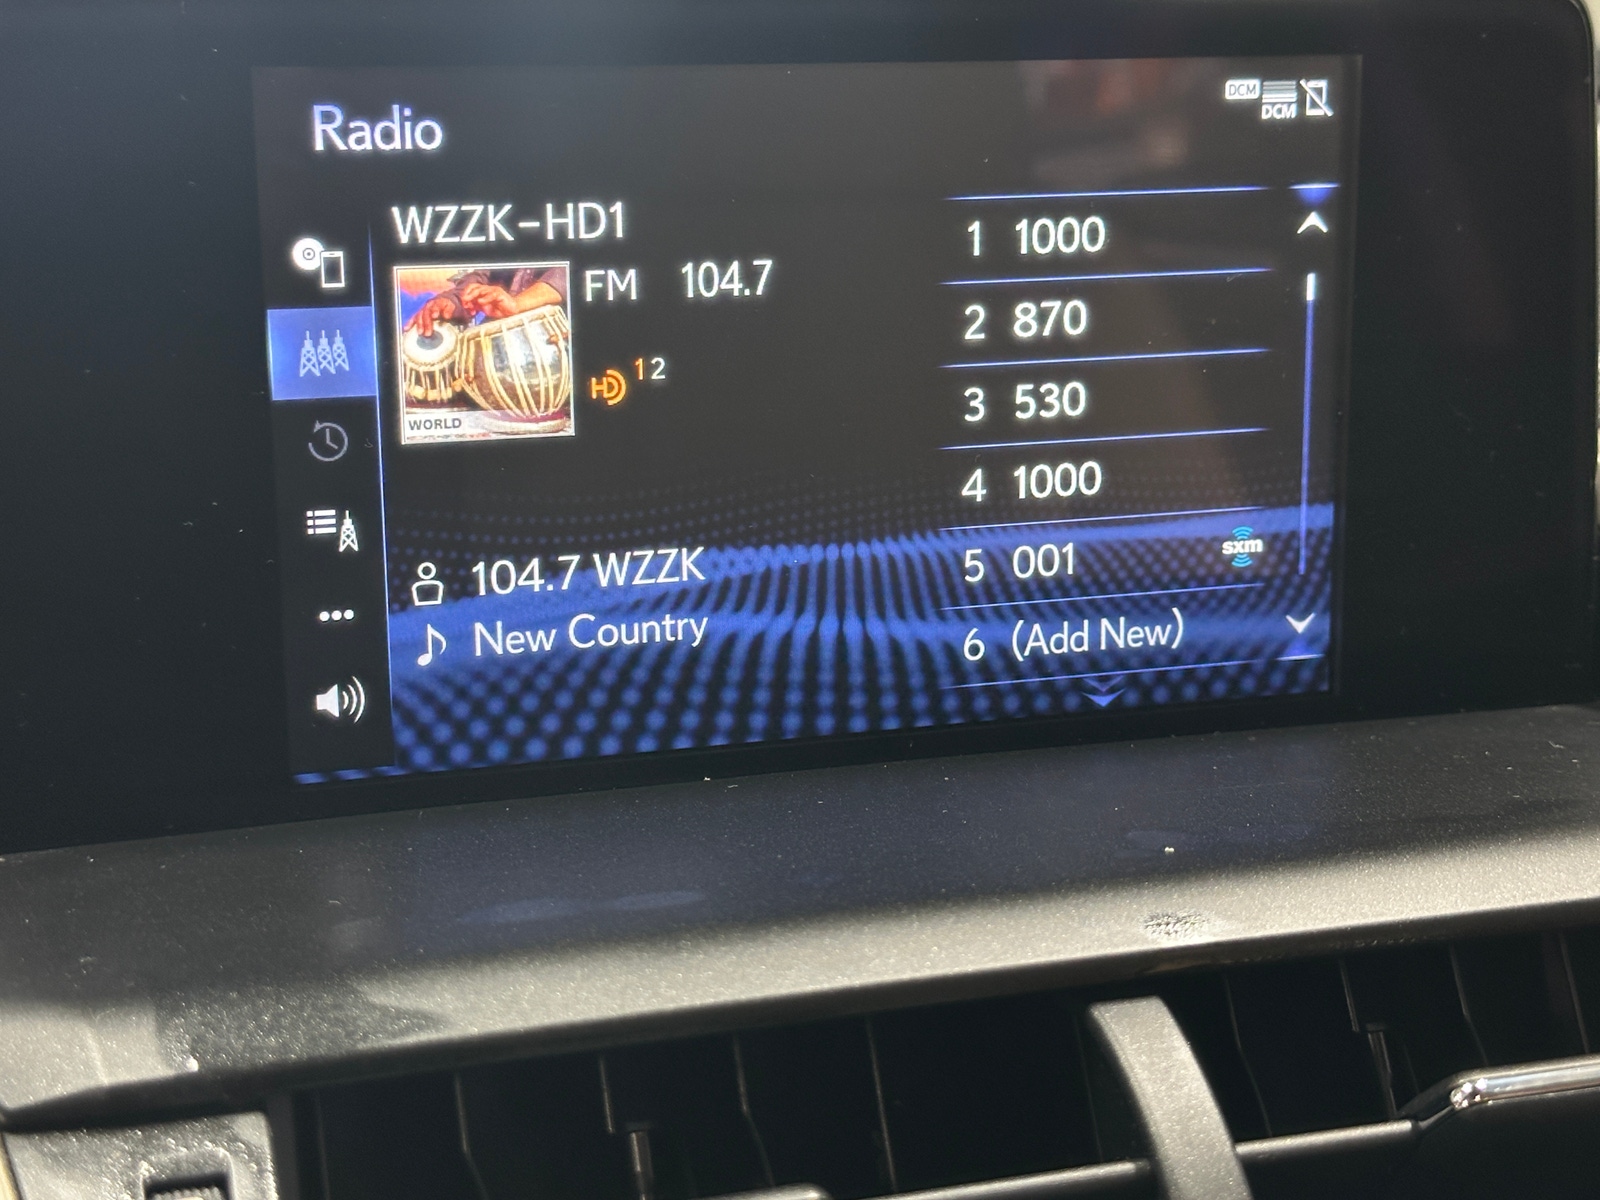 Radio
DCM
DCM
WZZK-HD1
FM 104.7
HD 1 2
WORLD
104.7 WZZK
New Country
1 1000
2 870
3 530
4 1000
5 001 sxm
6 (Add New)